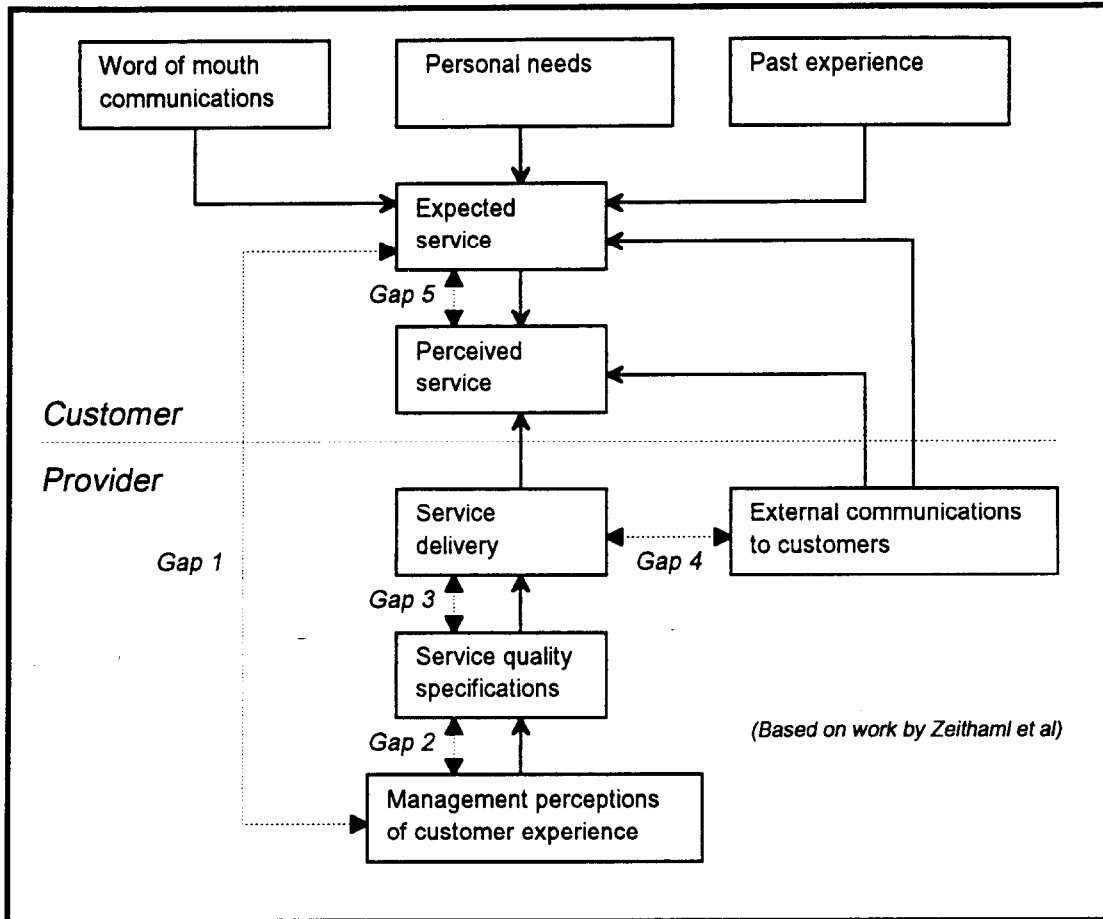 Word of mouth
communications
Personal needs
Past experience
Expected
service
Gap 5
Perceived
service
Customer
Provider
Service
delivery
External communications
to customers
Gap 1
Gap 4
Gap 3
Service quality
specifications
(Based on work by Zeithaml et al)
Gap 2
Management perceptions
of customer experience